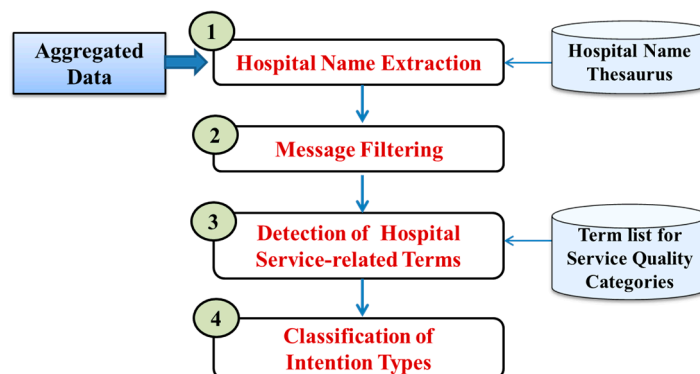 1
Aggregated
Data
Hospital Name Extraction
Hospital Name
Thesaurus
2
Message Filtering
3
Detection of Hospital
Service-related Terms
Term list for
Service Quality
Categories
4
Classification of
Intention Types